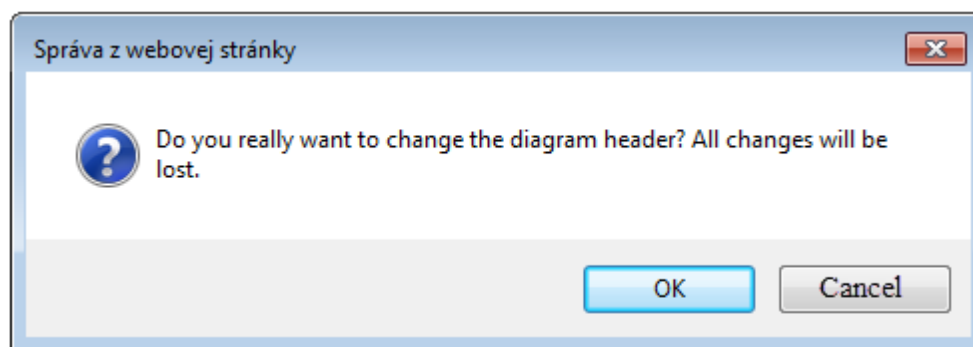 Správa z webovej stránky
Do you really want to change the diagram header? All changes will be
lost.
OK
Cancel